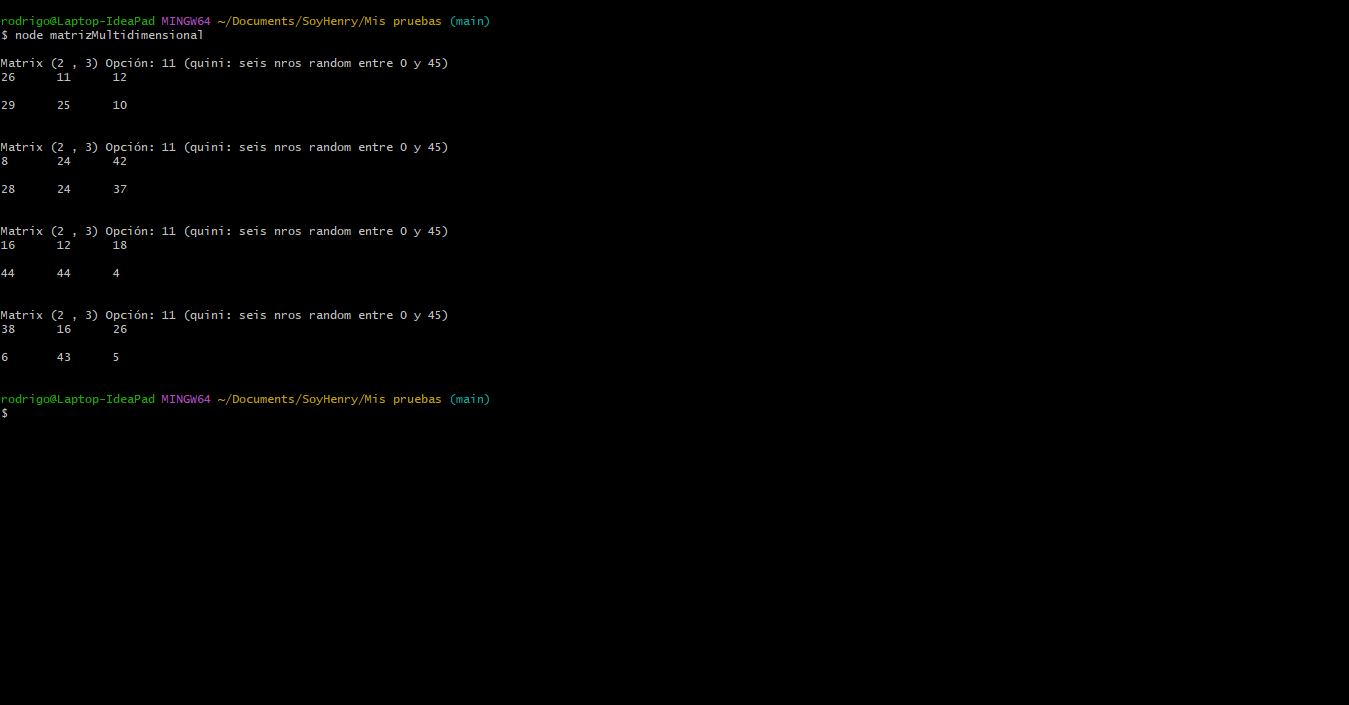 rodrigo@Laptop-IdeaPad MINGW64 ~/Documents/SoyHenry/Mis pruebas (main)
$ node matrizMultidimensional
Matrix (2 , 3) Opción: 11 (quini: seis nros random entre 0 y 45)
26 11 12
29 25 10
Matrix (2 , 3) Opción: 11 (quini: seis nros random entre 0 y 45)
8 24 42
28 24 37
Matrix (2 , 3) Opción: 11 (quini: seis nros random entre 0 y 45)
16 12 18
44 44 4
Matrix (2 , 3) Opción: 11 (quini: seis nros random entre 0 y 45)
38 16 26
6 43 5
rodrigo@Laptop-IdeaPad MINGW64 ~/Documents/SoyHenry/Mis pruebas (main)
$